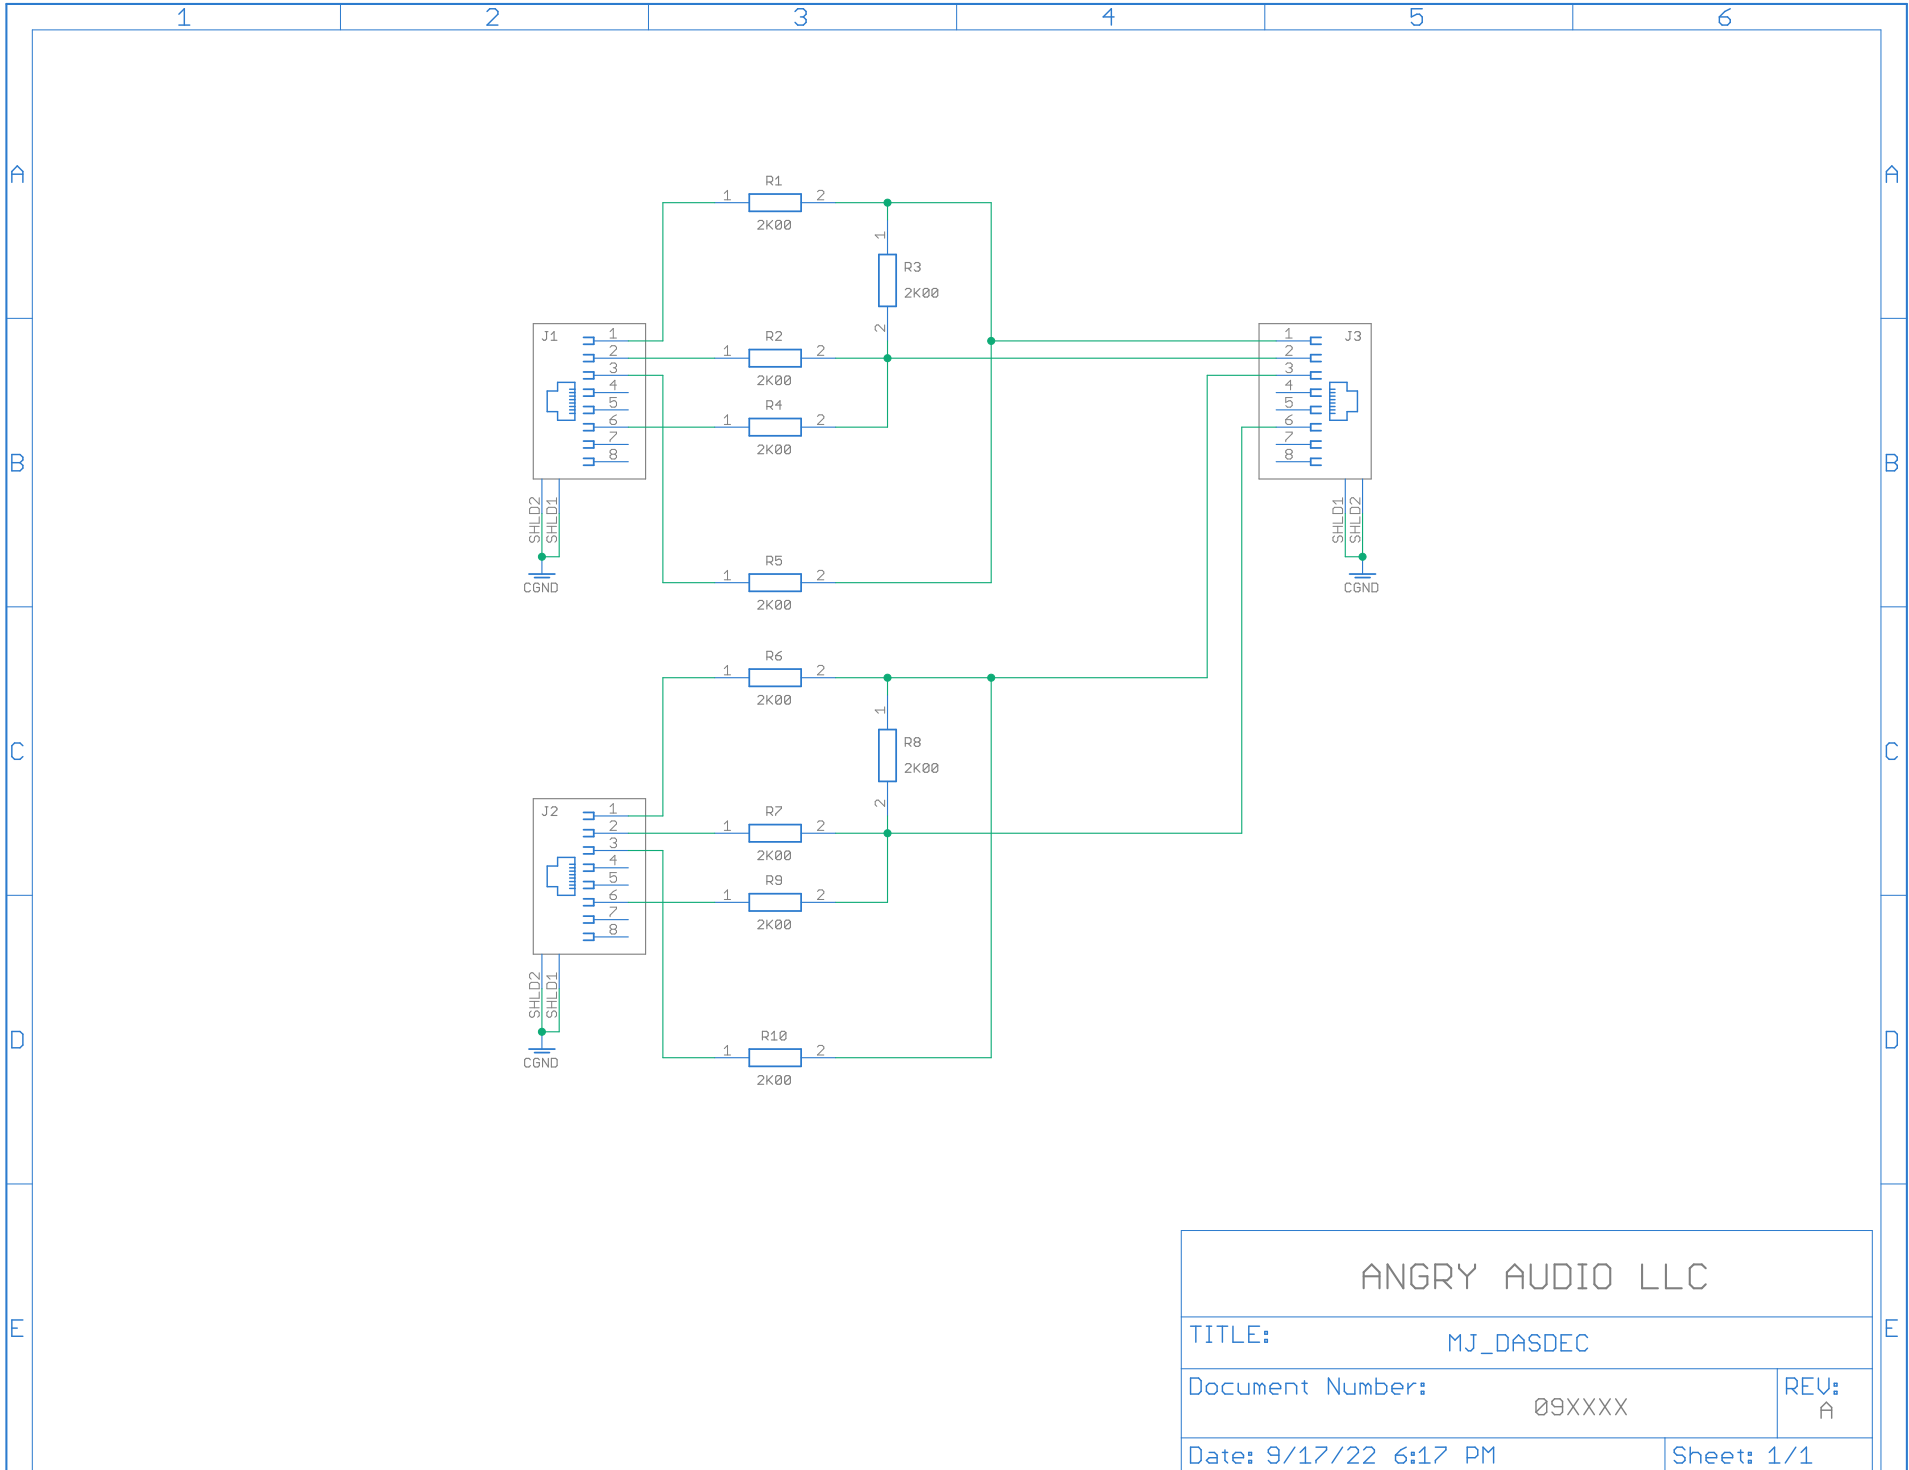 1 2 3 4 5 6
A A
R1
1 2
2K00
1
R3
2K00
2
J1
1
2
3
4
5
6
7
8
SHLD2
SHLD1
CGND
R2
1 2
2K00
R4
1 2
2K00
J3
1
2
3
4
5
6
7
8
SHLD1
SHLD2
CGND
B B
R5
1 2
2K00
R6
1 2
2K00
1
R8
2K00
2
C C
J2
1
2
3
4
5
6
7
8
SHLD2
SHLD1
CGND
R7
1 2
2K00
R9
1 2
2K00
D D
R10
1 2
2K00
E E
ANGRY AUDIO LLC
TITLE: MJ_DASDEC
Document Number: 09XXXX
REV: A
Date: 9/17/22 6:17 PM
Sheet: 1/1